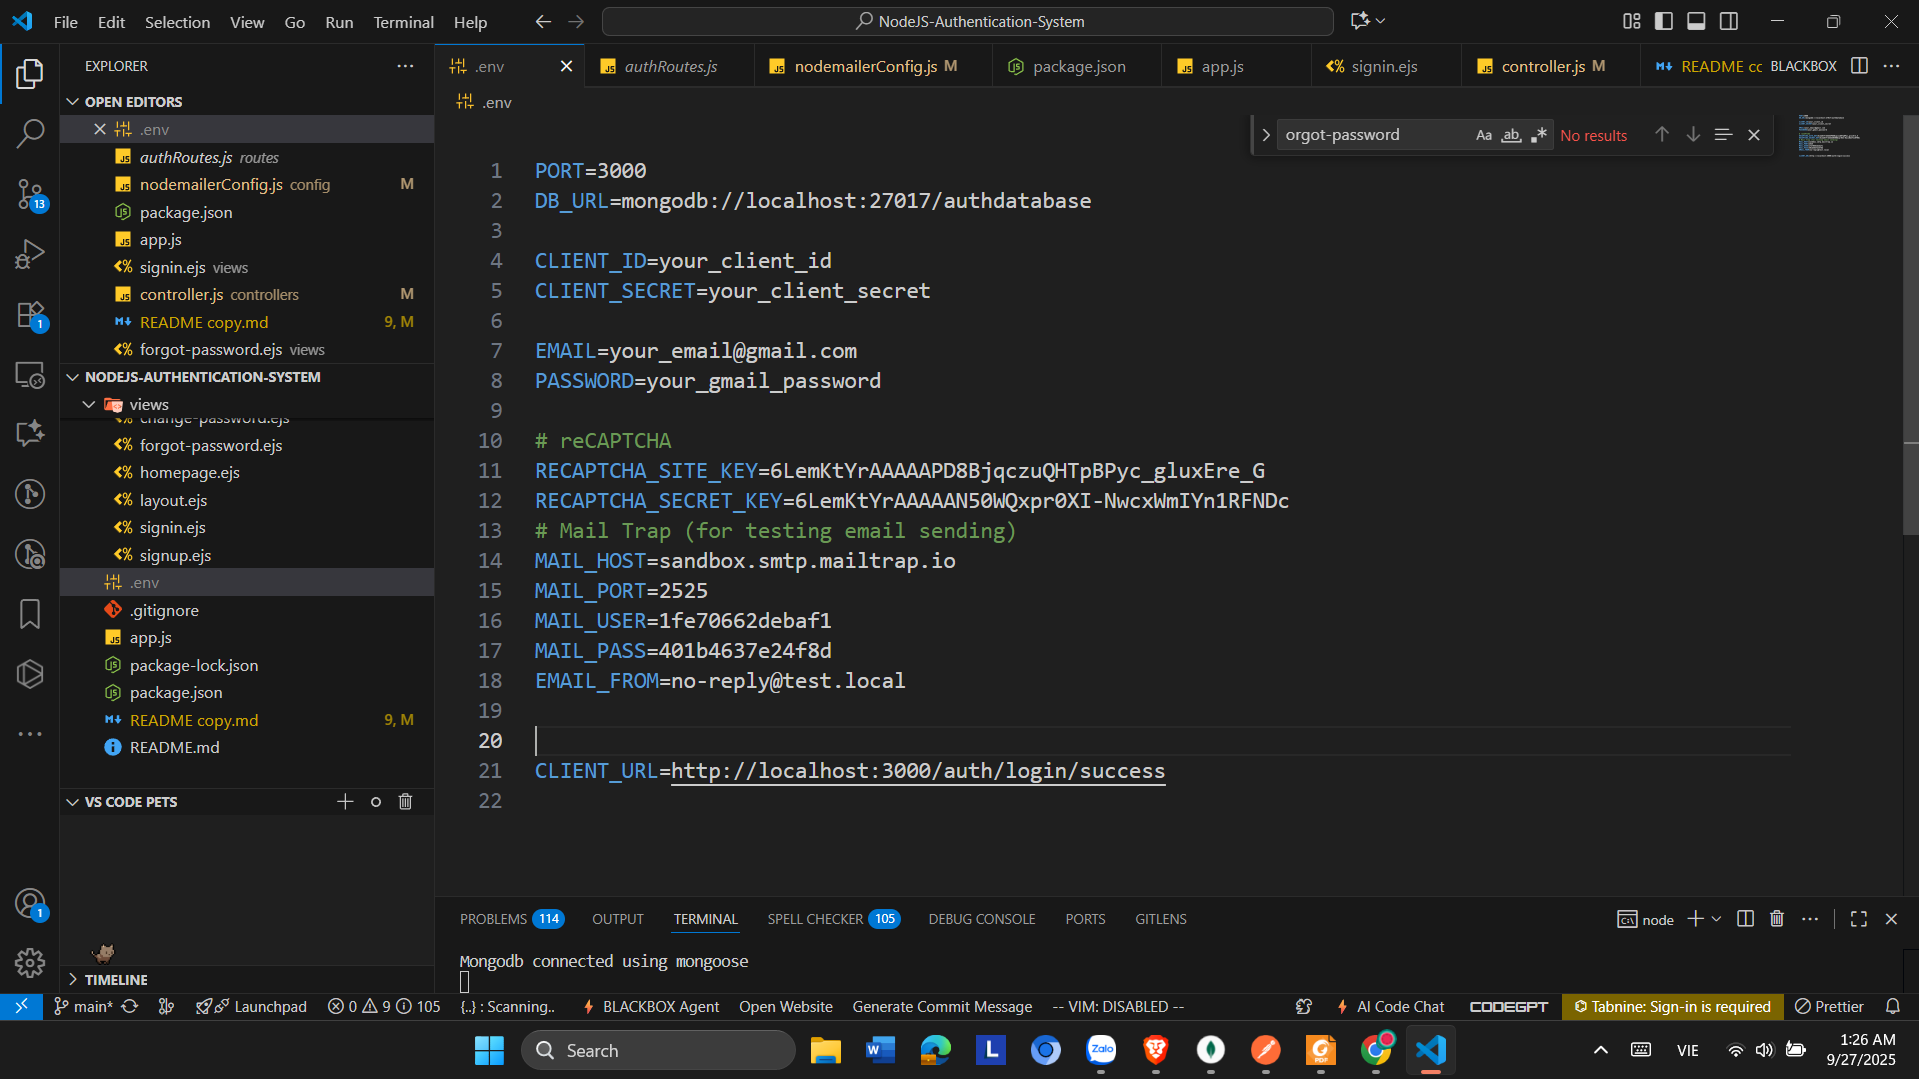 File Edit Selection View Go Run Terminal Help
NodeJS-Authentication-System
EXPLORER
OPEN EDITORS
.env
authRoutes.js routes
nodemailerConfig.js config M
package.json
app.js
signin.ejs views
controller.js controllers M
README copy.md 9, M
forgot-password.ejs views
NODEJS-AUTHENTICATION-SYSTEM
views
change-password.ejs
forgot-password.ejs
homepage.ejs
layout.ejs
signin.ejs
signup.ejs
.env
.gitignore
app.js
package-lock.json
package.json
README copy.md 9, M
README.md
VS CODE PETS
TIMELINE
13
1
1
.env authRoutes.js nodemailerConfig.js M package.json app.js signin.ejs controller.js M README cc BLACKBOX
.env
orgot-password Aa ab No results
1 PORT=3000
2 DB_URL=mongodb://localhost:27017/authdatabase
3
4 CLIENT_ID=your_client_id
5 CLIENT_SECRET=your_client_secret
6
7 EMAIL=your_email@gmail.com
8 PASSWORD=your_gmail_password
9
10 # reCAPTCHA
11 RECAPTCHA_SITE_KEY=6LemKtYrAAAAAPD8BjqczuQHTpBPyc_gluxEre_G
12 RECAPTCHA_SECRET_KEY=6LemKtYrAAAAAN50WQxpr0XI-NwcxWmIYn1RFNDc
13 # Mail Trap (for testing email sending)
14 MAIL_HOST=sandbox.smtp.mailtrap.io
15 MAIL_PORT=2525
16 MAIL_USER=1fe70662debaf1
17 MAIL_PASS=401b4637e24f8d
18 EMAIL_FROM=no-reply@test.local
19
20
21 CLIENT_URL=http://localhost:3000/auth/login/success
22
PROBLEMS 114 OUTPUT TERMINAL SPELL CHECKER 105 DEBUG CONSOLE PORTS GITLENS node
Mongodb connected using mongoose
main* Launchpad 0 9 105 {..} : Scanning.. BLACKBOX Agent Open Website Generate Commit Message -- VIM: DISABLED -- AI Code Chat CODEGPT Tabnine: Sign-in is required Prettier
Search
W L Zalo PDF
VIE
1:26 AM
9/27/2025